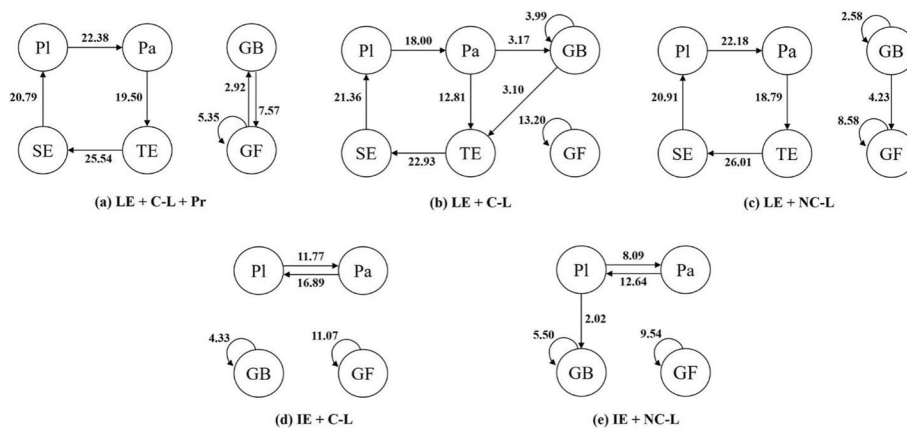 Pl 22.38 Pa GB
20.79 19.50 2.92 7.57
5.35
SE 25.54 TE GF
(a) LE + C-L + Pr
3.99
Pl 18.00 Pa 3.17 GB
21.36 12.81 3.10
13.20
SE 22.93 TE GF
(b) LE + C-L
2.58
Pl 22.18 Pa GB
20.91 18.79 4.23
8.58
SE 26.01 TE GF
(c) LE + NC-L
Pl 11.77 Pa
16.89
4.33 11.07
GB GF
(d) IE + C-L
Pl 8.09 Pa
12.64
2.02
5.50 9.54
GB GF
(e) IE + NC-L